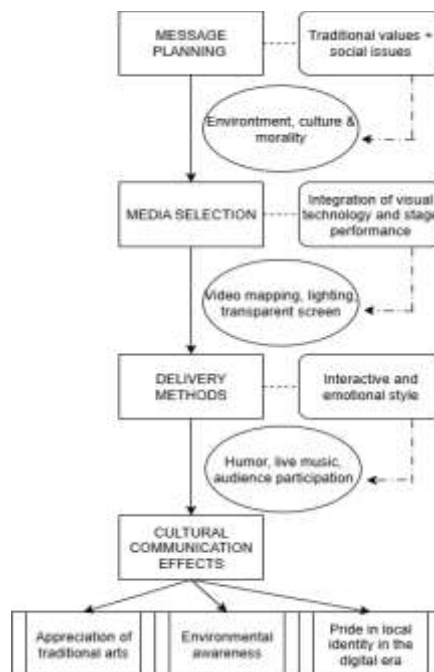 MESSAGE
PLANNING
Traditional values +
social issues
Environtment, culture &
morality
MEDIA SELECTION
Integration of visual
technology and stage
performance
Video mapping, lighting,
transparent screen
DELIVERY
METHODS
Interactive and
emotional style
Humor, live music,
audience participation
CULTURAL
COMMUNICATION
EFFECTS
Appreciation of
traditional arts
Environmental
awareness
Pride in local
identity in the
digital era